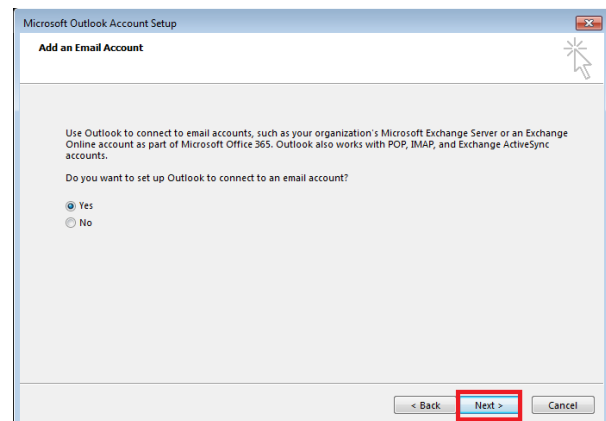 Microsoft Outlook Account Setup
Add an Email Account
Use Outlook to connect to email accounts, such as your organization's Microsoft Exchange Server or an Exchange
Online account as part of Microsoft Office 365. Outlook also works with POP, IMAP, and Exchange ActiveSync
accounts.
Do you want to set up Outlook to connect to an email account?
Yes
No
< Back Next > Cancel